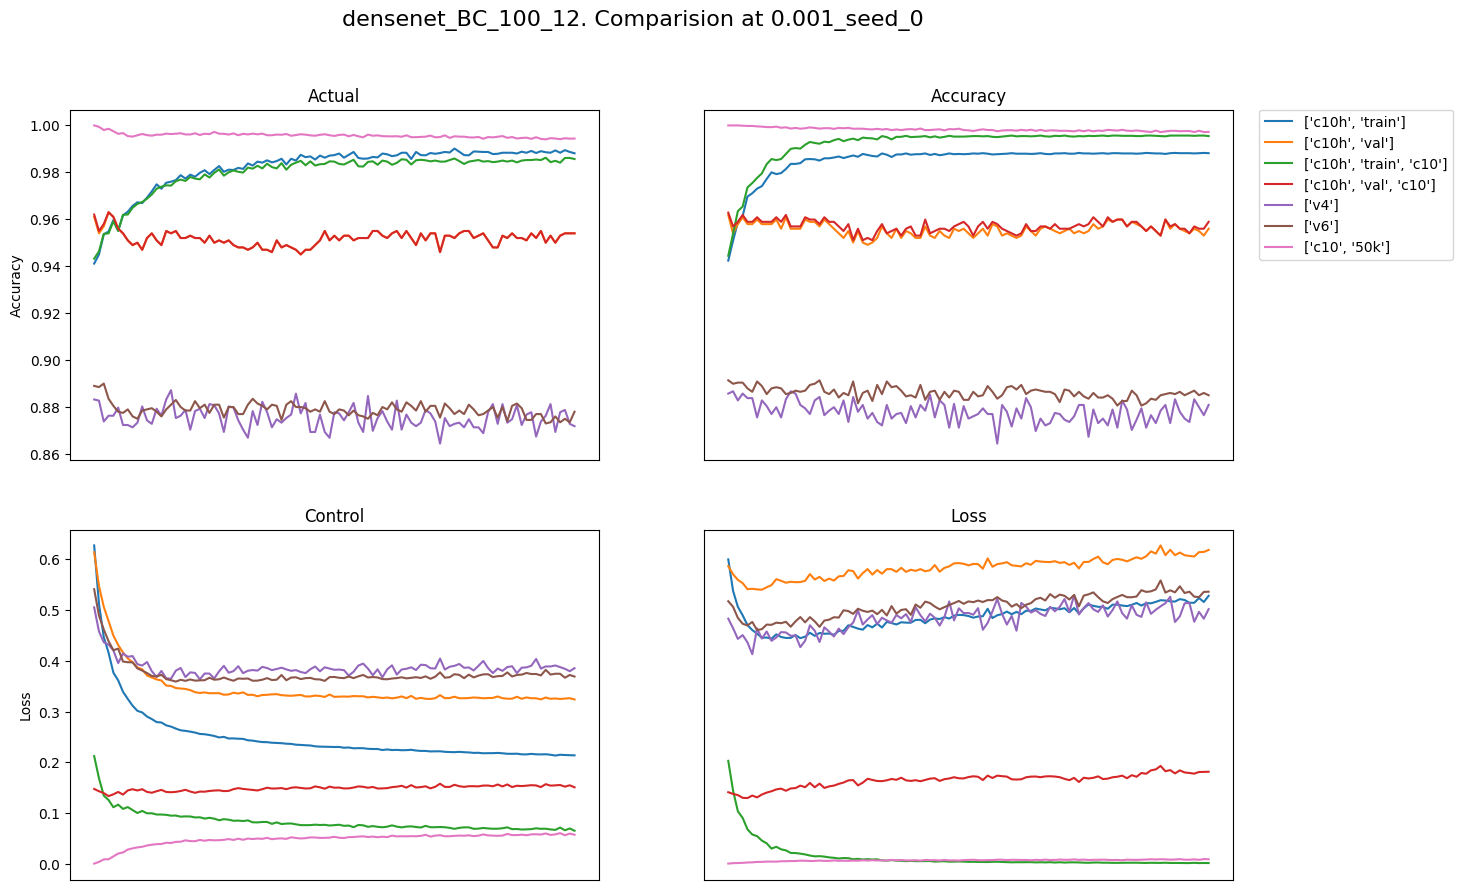 densenet_BC_100_12. Comparision at 0.001_seed_0
Actual
Accuracy
1.00
0.98
0.96
0.94
0.92
0.90
0.88
0.86
Accuracy
['c10h', 'train']
['c10h', 'val']
['c10h', 'train', 'c10']
['c10h', 'val', 'c10']
['v4']
['v6']
['c10', '50k']
Control
Loss
0.6
0.5
0.4
0.3
0.2
0.1
0.0
Loss